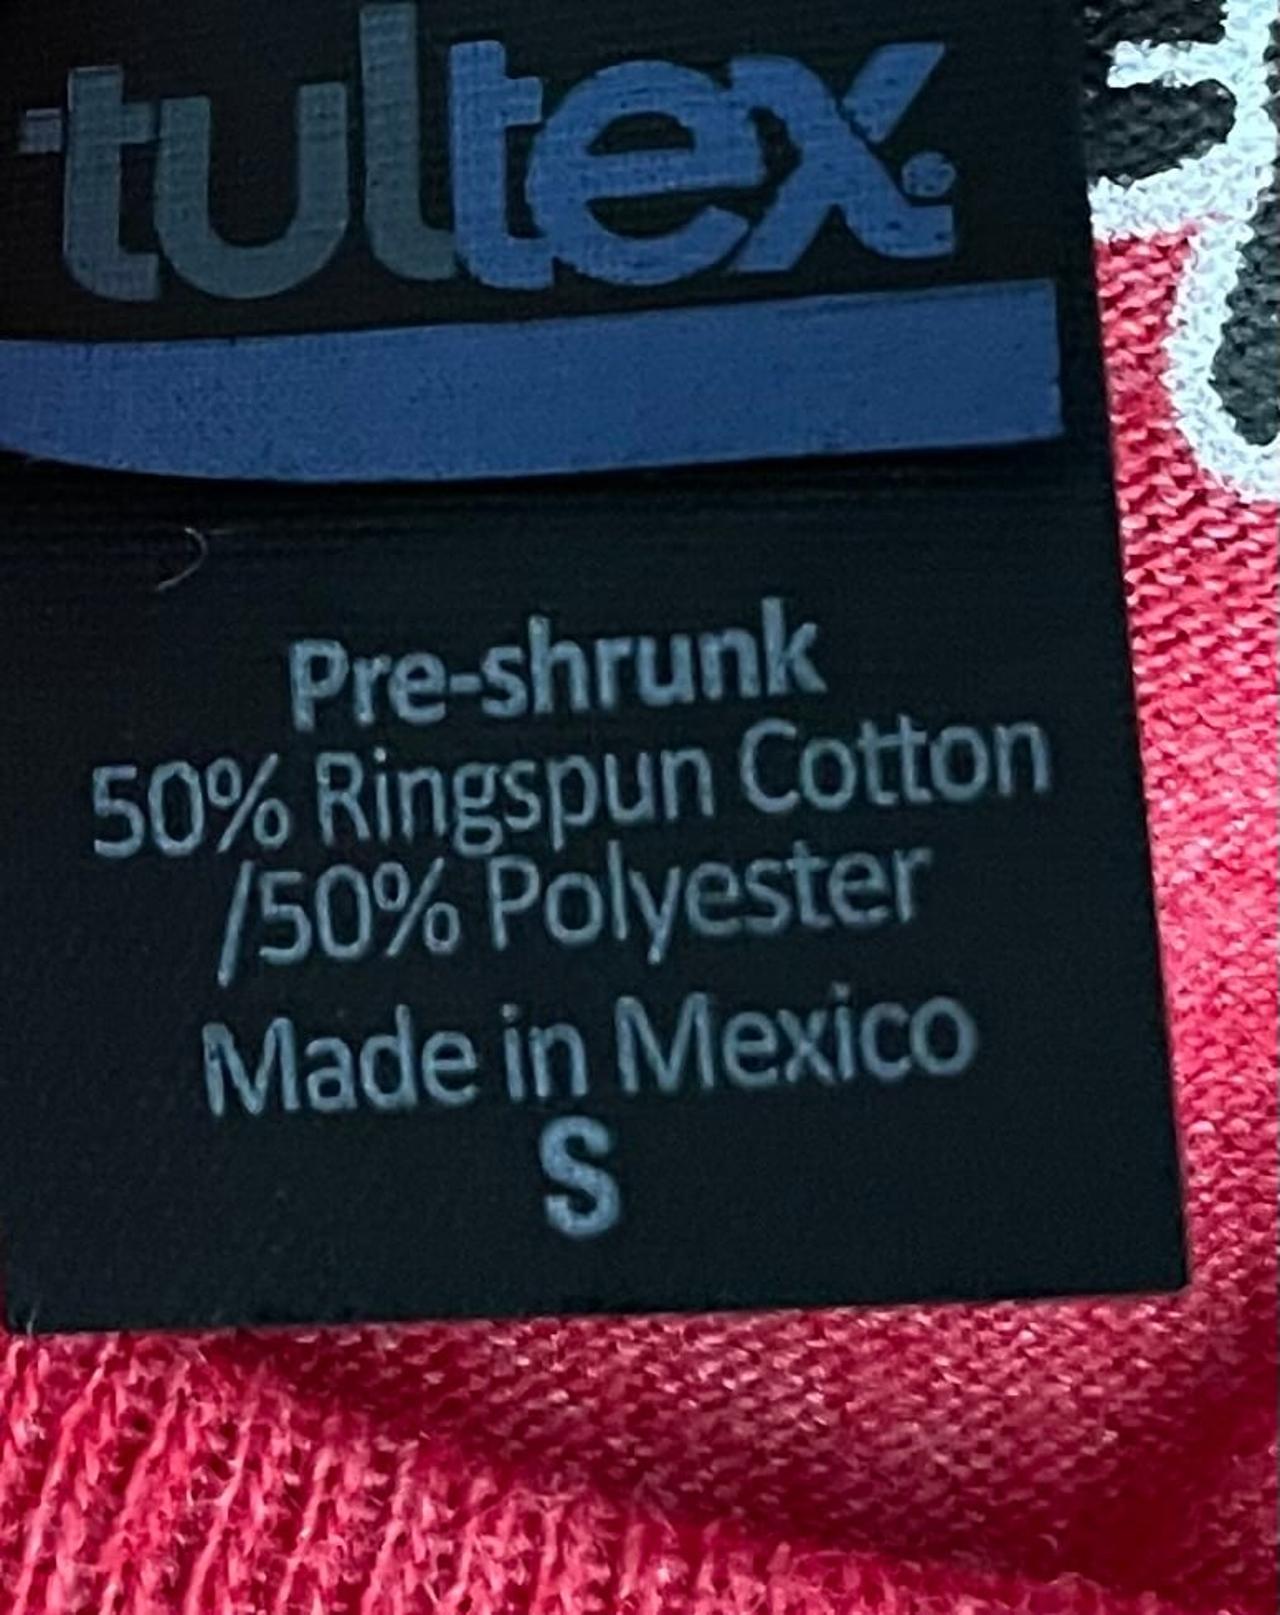 tultex.
Pre-shrunk
50% Ringspun Cotton
/50% Polyester
Made in Mexico
S